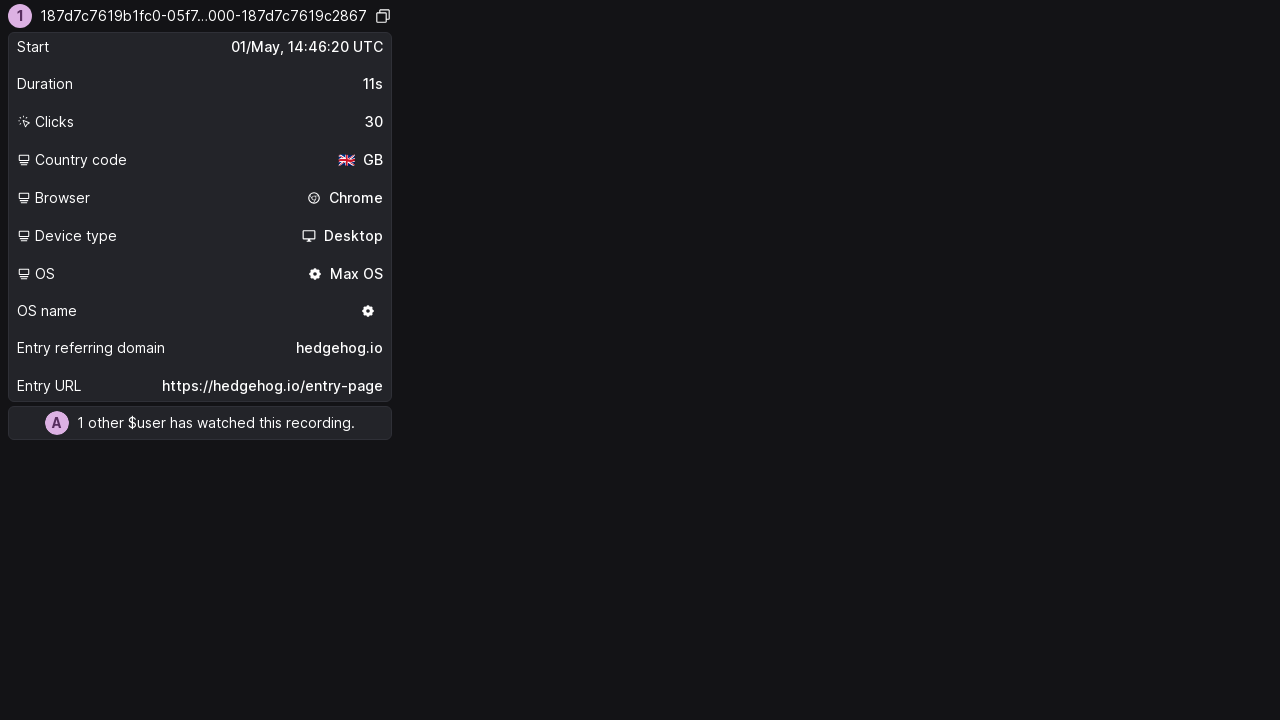 1 187d7c7619b1fc0-05f7...000-187d7c7619c2867
Start 01/May, 14:46:20 UTC
Duration 11s
Clicks 30
Country code GB
Browser Chrome
Device type Desktop
OS Max OS
OS name
Entry referring domain hedgehog.io
Entry URL https://hedgehog.io/entry-page
A 1 other $user has watched this recording.